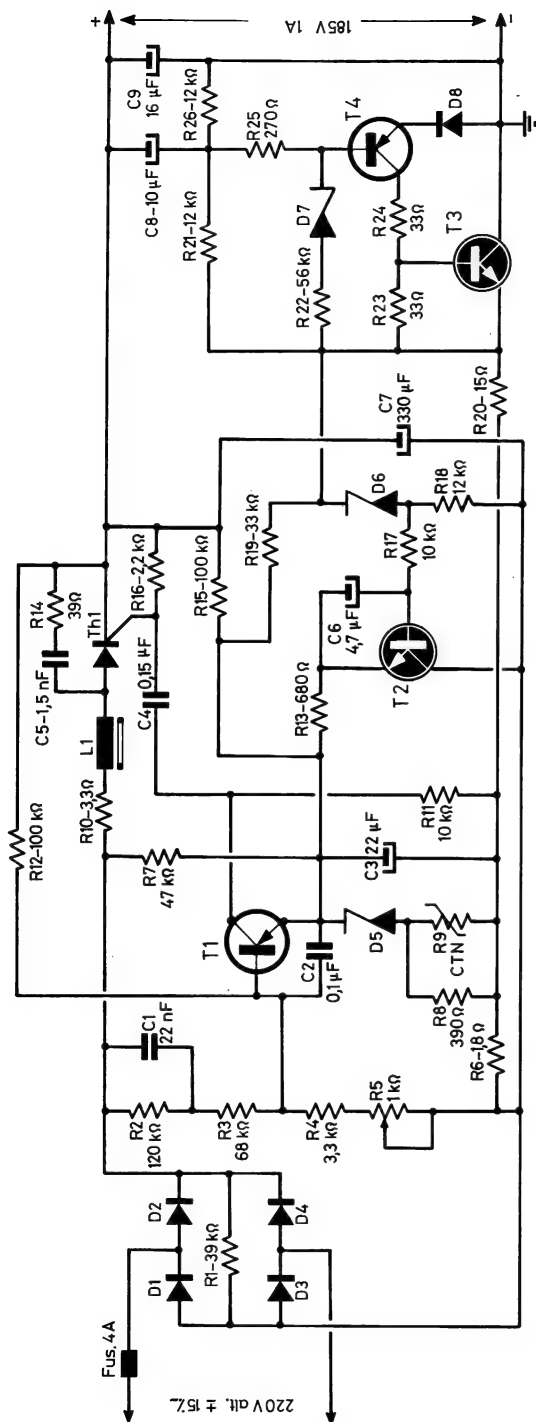 220V alt. ± 15%
Fus. 4A
D1
D2
D3
D4
R1-39 kΩ
R2
120 kΩ
C1
22 nF
R3
68 kΩ
R4
3,3 kΩ
R5
1 kΩ
R6-1,8 Ω
R12-100 kΩ
T1
C2
0,1 µF
R7
47 kΩ
R10-3,3Ω
L1
C5-1,5 nF
R14
39Ω
Th1
C4
0,15 µF
R16-2,2 kΩ
R15-100 kΩ
R19-33 kΩ
R13-680 Ω
C6
4,7 µF
T2
R17
10 kΩ
D6
R18
12 kΩ
C3 22 µF
D5
R8
390Ω
R9
CTN
R11
10 kΩ
C7
330 µF
R20-15Ω
R22-56 kΩ
D7
R21-12 kΩ
C8-10µF
C9
16 µF
R26-12 kΩ
R25
270Ω
T4
D8
R23
33Ω
R24
33Ω
T3
+
185V 1A
-